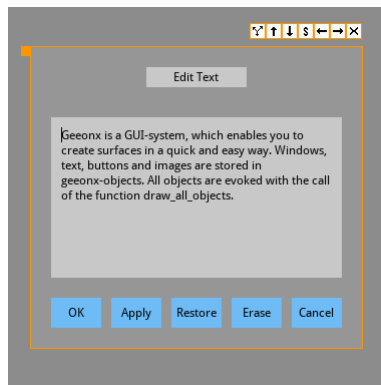 S
Edit Text
Geeonx is a GUI-system, which enables you to
create surfaces in a quick and easy way. Windows,
text, buttons and images are stored in
geeonx-objects. All objects are evoked with the call
of the function draw_all_objects.
OK Apply Restore Erase Cancel